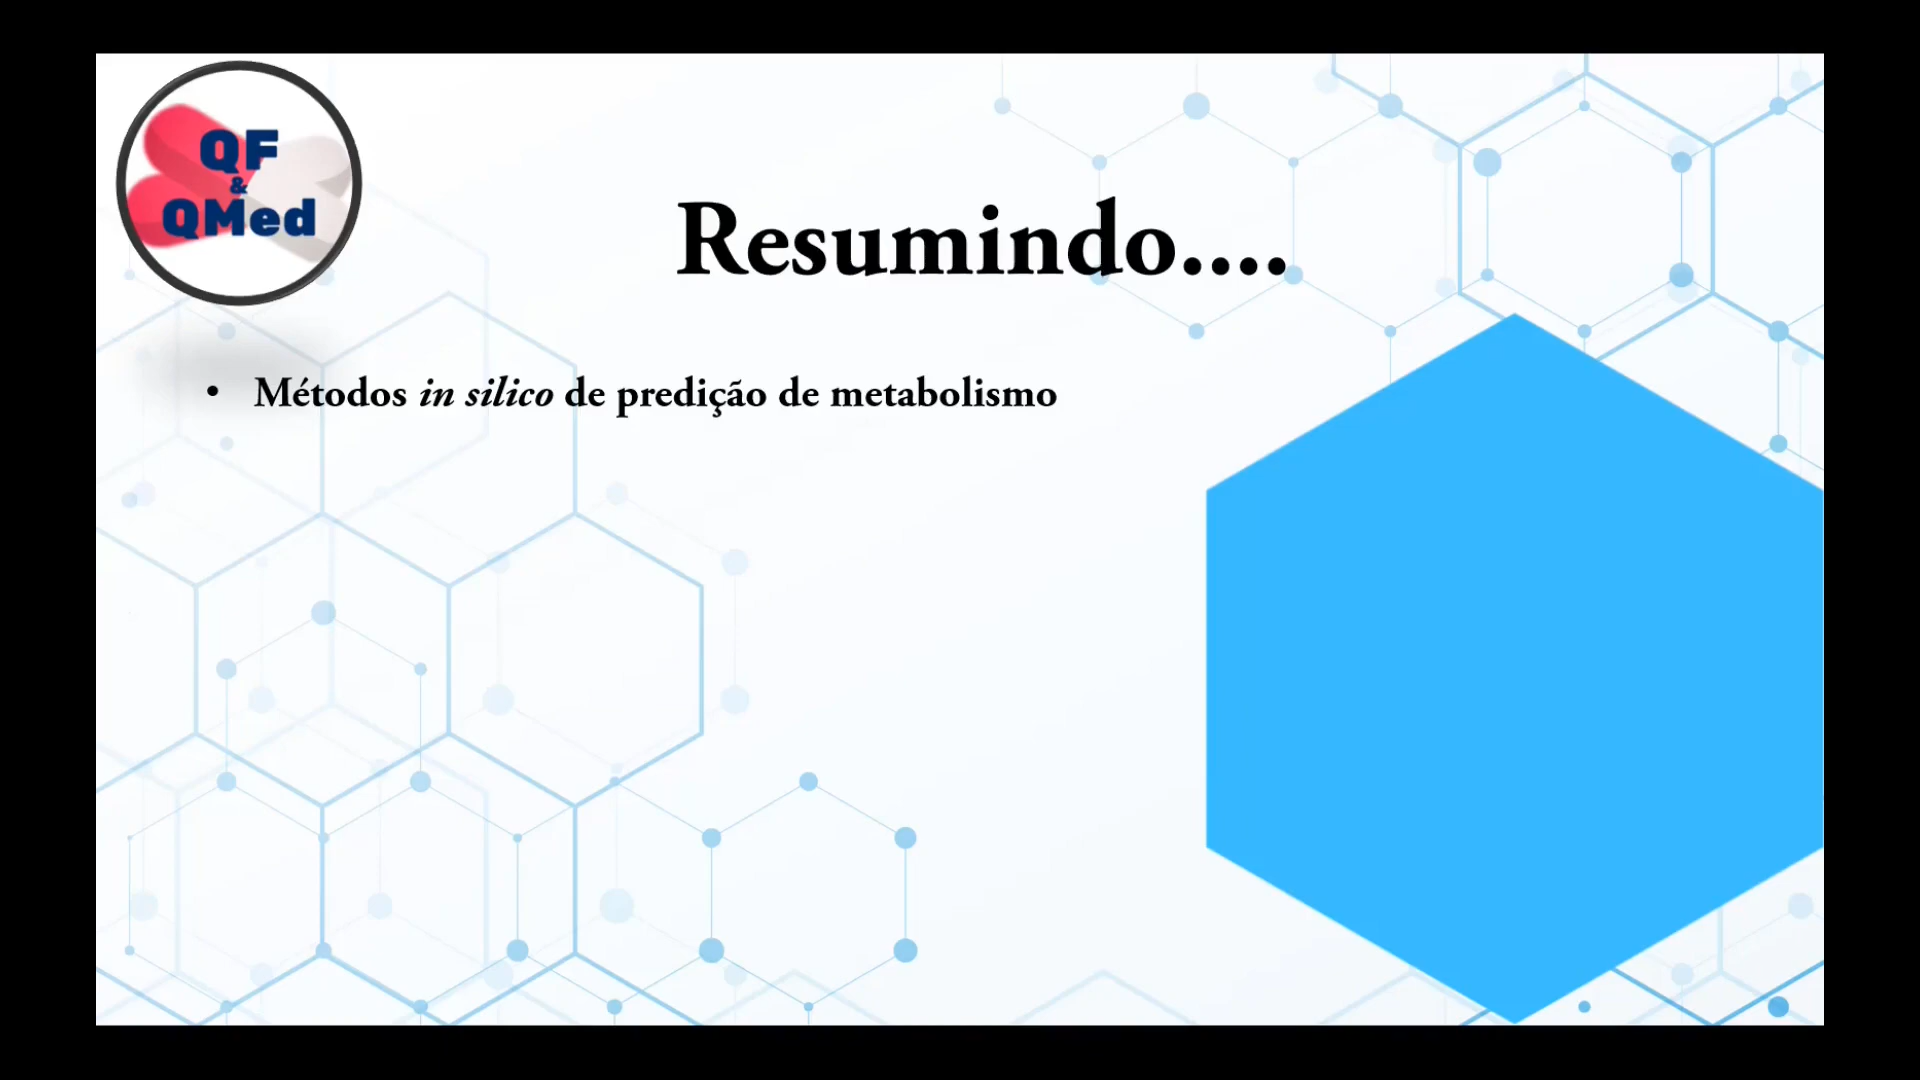 QF
&
QMed
Resumindo....
• Métodos in silico de predição de metabolismo